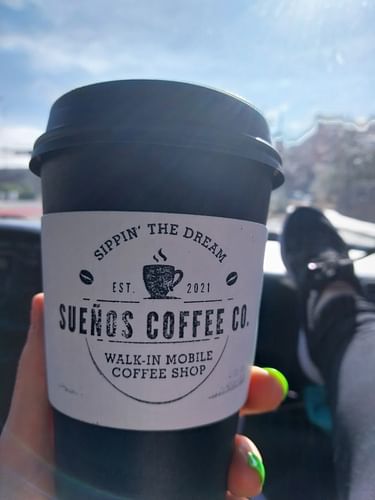 SIPPIN' THE DREAM
EST. 2021
SUEÑOS COFFEE CO.
WALK-IN MOBILE
COFFEE SHOP